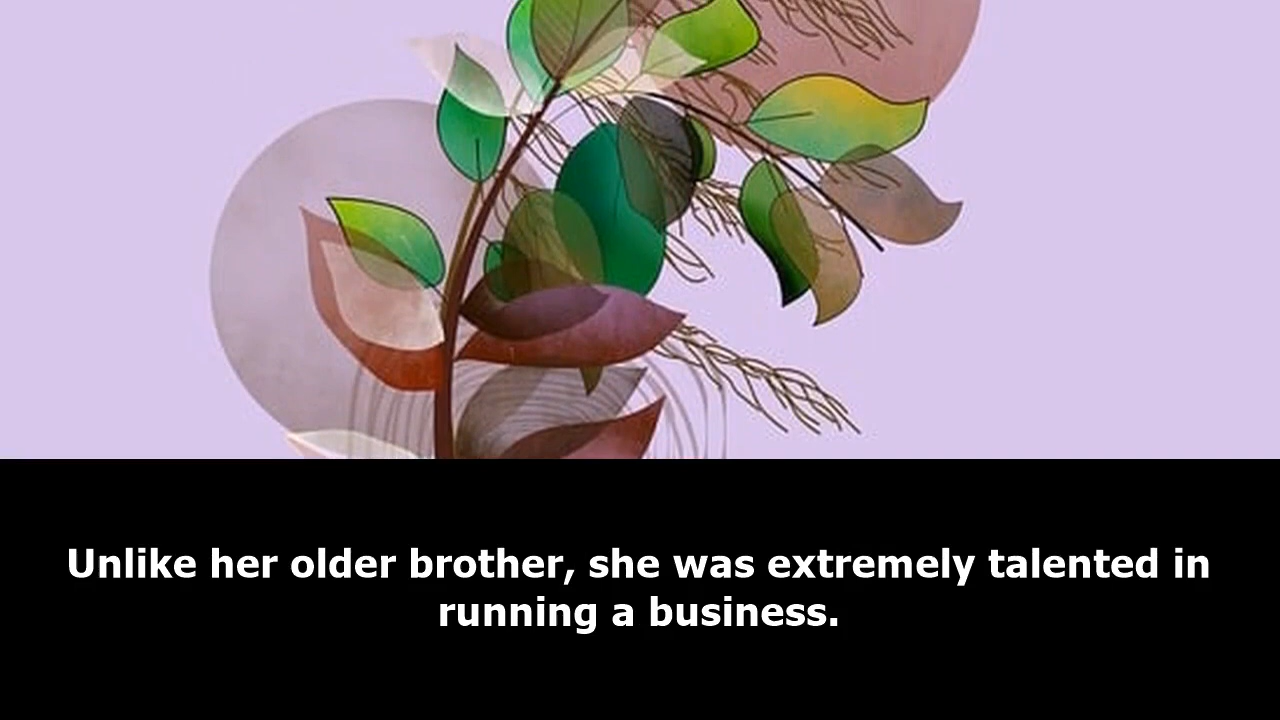 Unlike her older brother, she was extremely talented in
running a business.